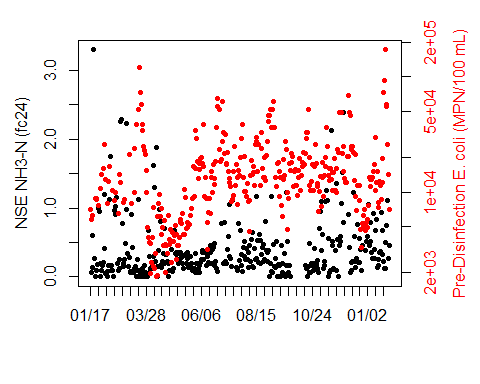 NSE NH3-N (fc24)
3.0
2.0
1.0
0.0
2e+05
5e+04
1e+04
2e+03
Pre-Disinfection E. coli (MPN/100 mL)
01/17 03/28 06/06 08/15 10/24 01/02